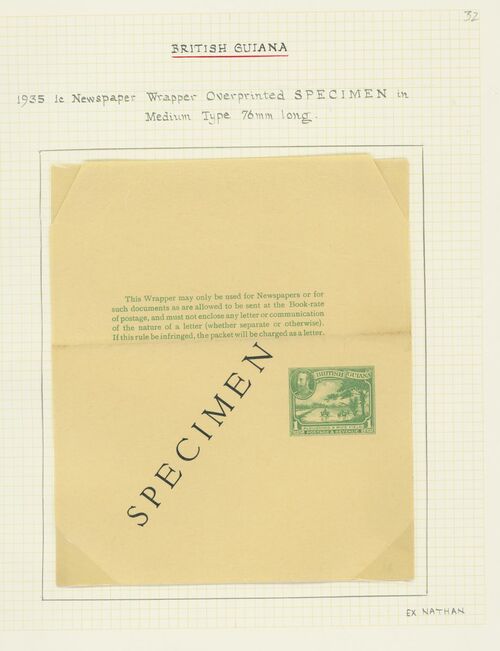 32
BRITISH GUIANA
1935 1c Newspaper Wrapper Overprinted SPECIMEN in
Medium Type 76mm long.
This Wrapper may only be used for Newspapers or for
such documents as are allowed to be sent at the Book-rate
of postage, and must not enclose any letter or communication
of the nature of a letter (whether separate or otherwise).
If this rule be infringed, the packet will be charged as a letter.
SPECIMEN
BRITISH GUIANA
1 1
POSTAGE & REVENUE
EX NATHAN